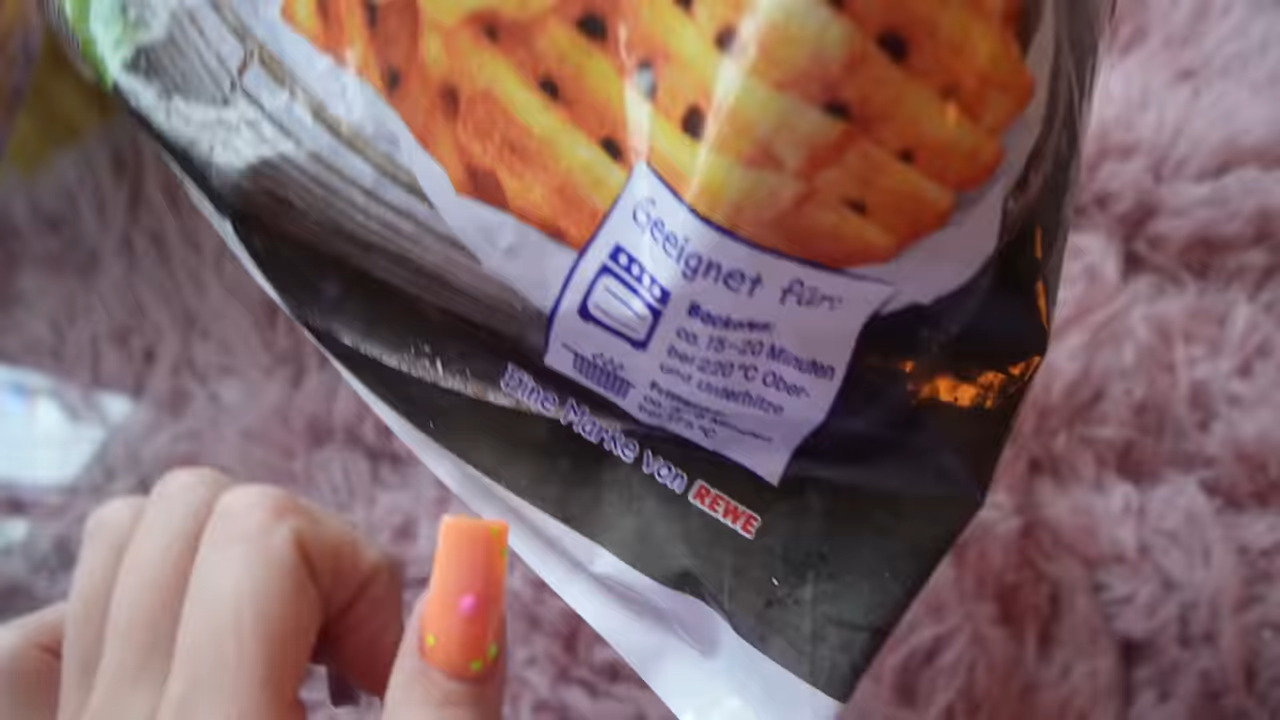 Geeignet für:
Backofen:
ca. 15-20 Minuten
bei 220 °C Ober-
und Unterhitze
Eine Marke von REWE